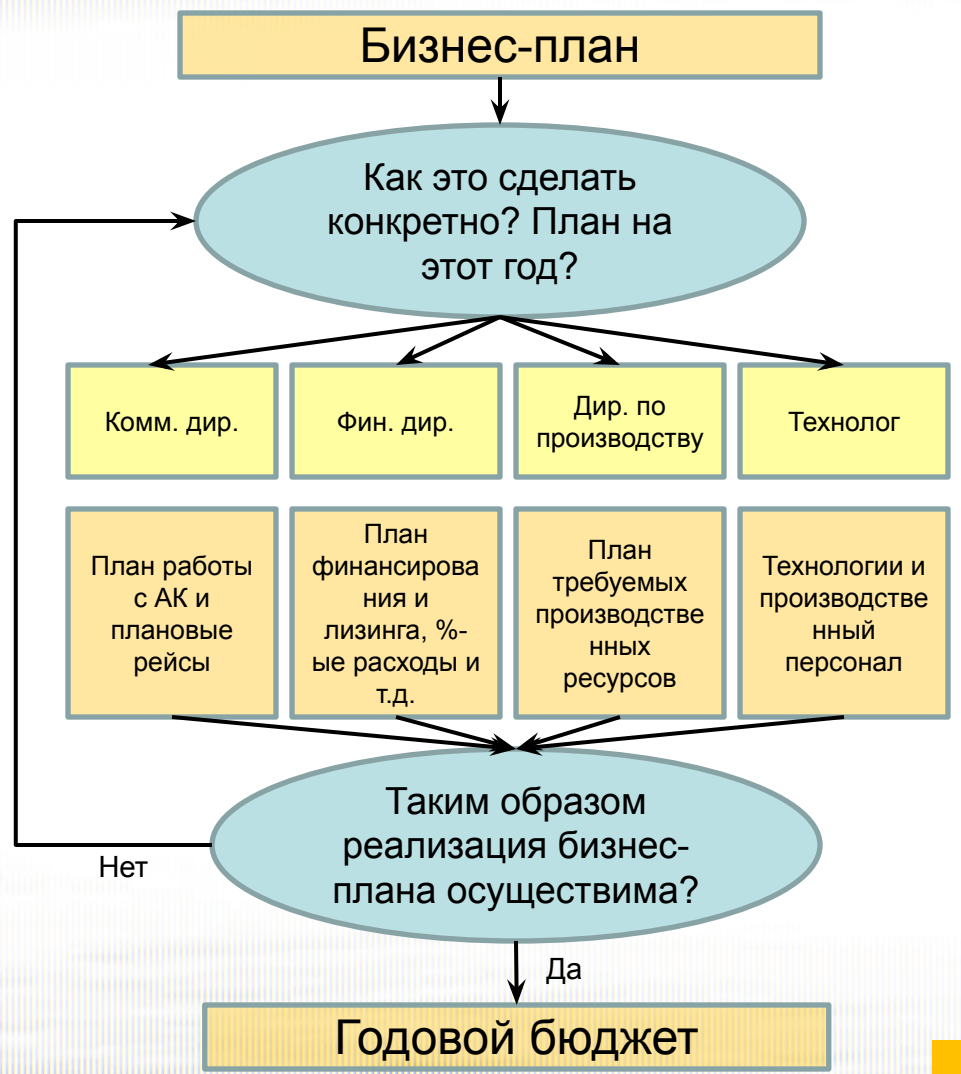 Бизнес-план
Как это сделать
конкретно? План на
этот год?
Комм. дир.
Фин. дир.
Дир. по
производству
Технолог
План работы
с АК и
плановые
рейсы
План
финансирова
ния и
лизинга, %-
ые расходы и
т.д.
План
требуемых
производстве
нных
ресурсов
Технологии и
производстве
нный
персонал
Таким образом
реализация бизнес-
плана осуществима?
Нет
Да
Годовой бюджет